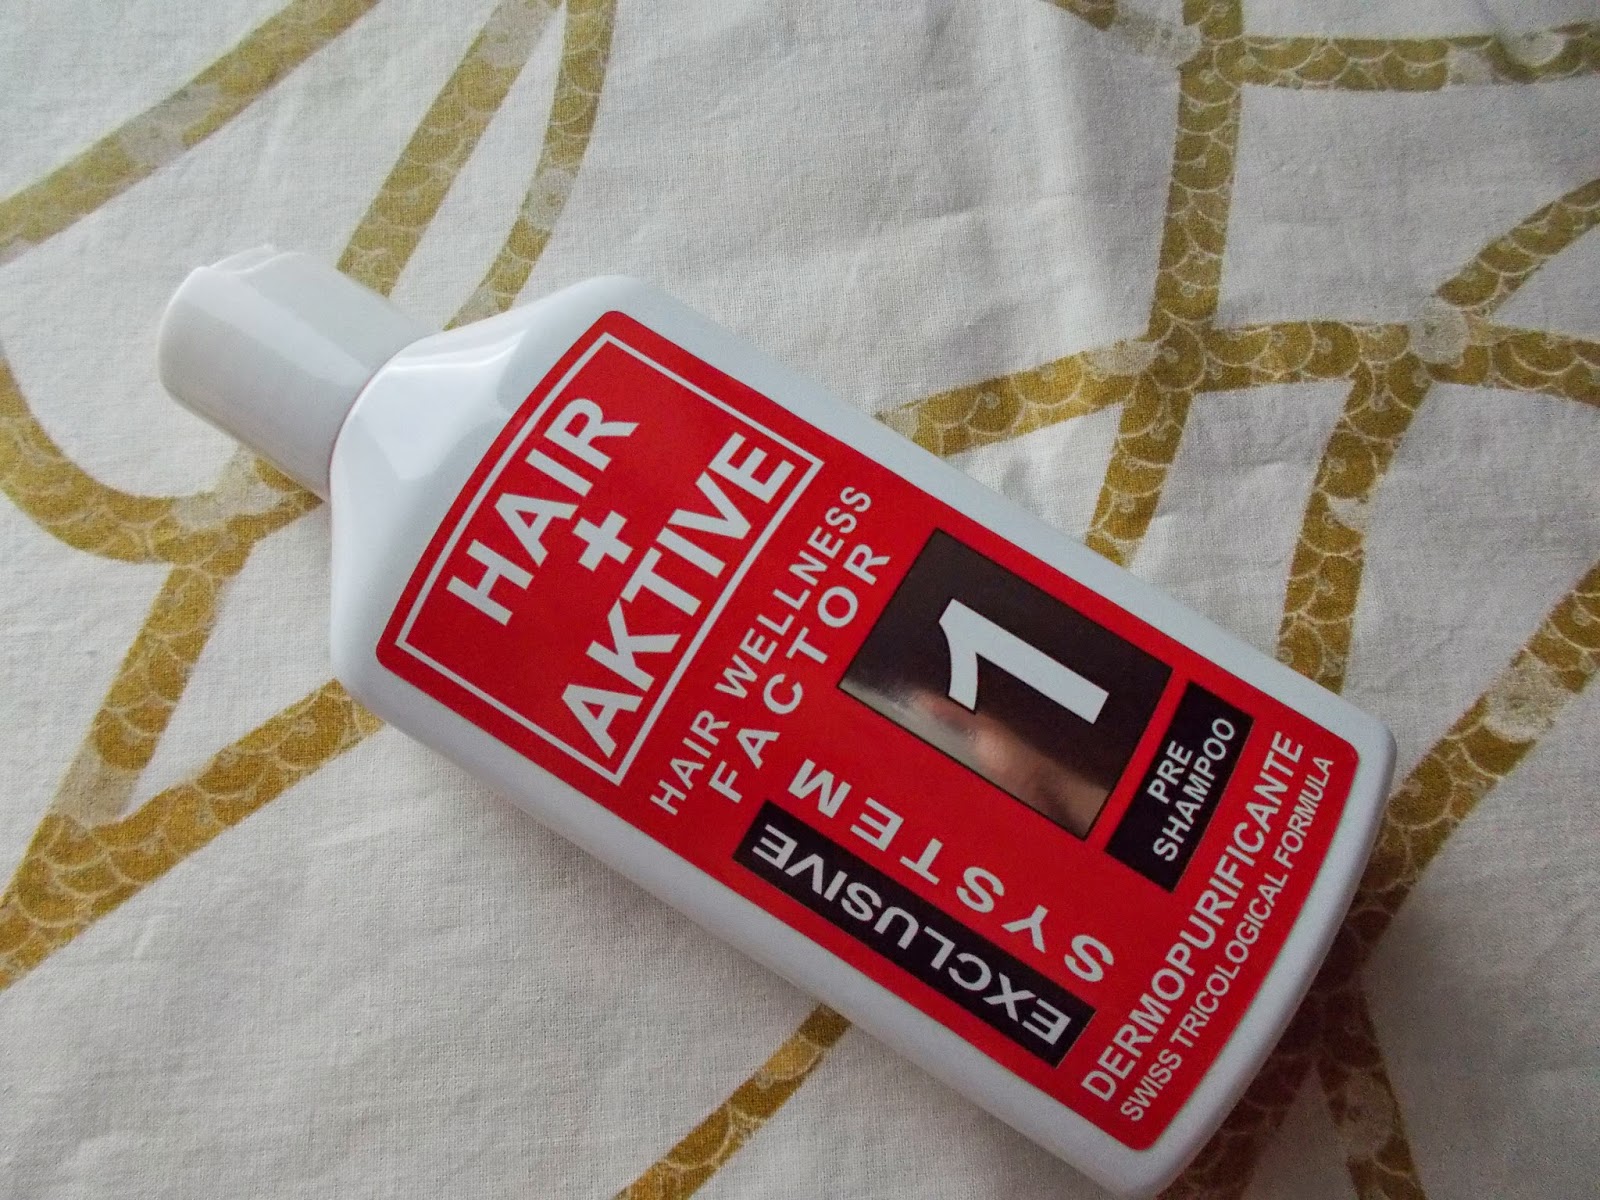 HAIR
+
AKTIVE
HAIR WELLNESS
FACTOR
EXCLUSIVE
SYSTEM
1
PRE
SHAMPOO
DERMOPURIFICANTE
SWISS TRICOLOGICAL FORMULA